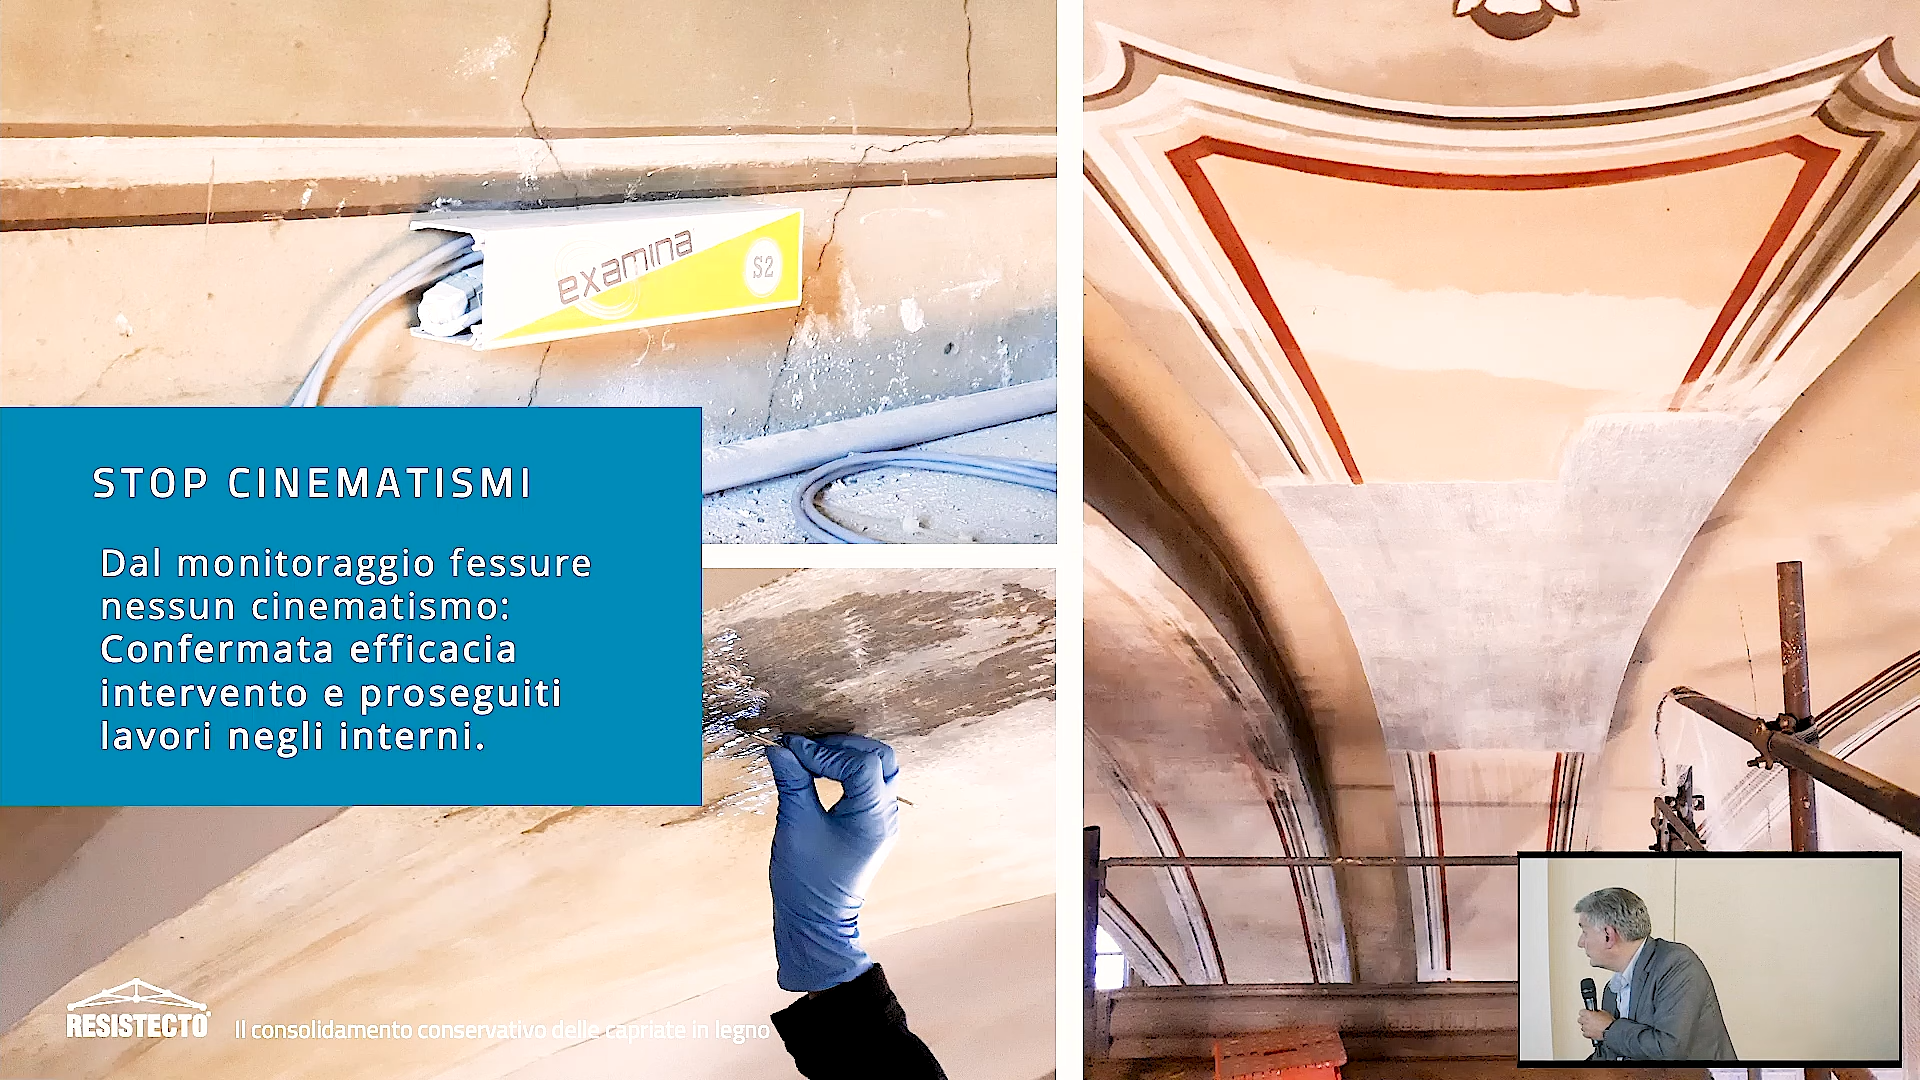 examina
S2
STOP CINEMATISMI
Dal monitoraggio fessure
nessun cinematismo:
Confermata efficacia
intervento e proseguiti
lavori negli interni.
RESISTECTO
Il consolidamento conservativo delle capriate in legno